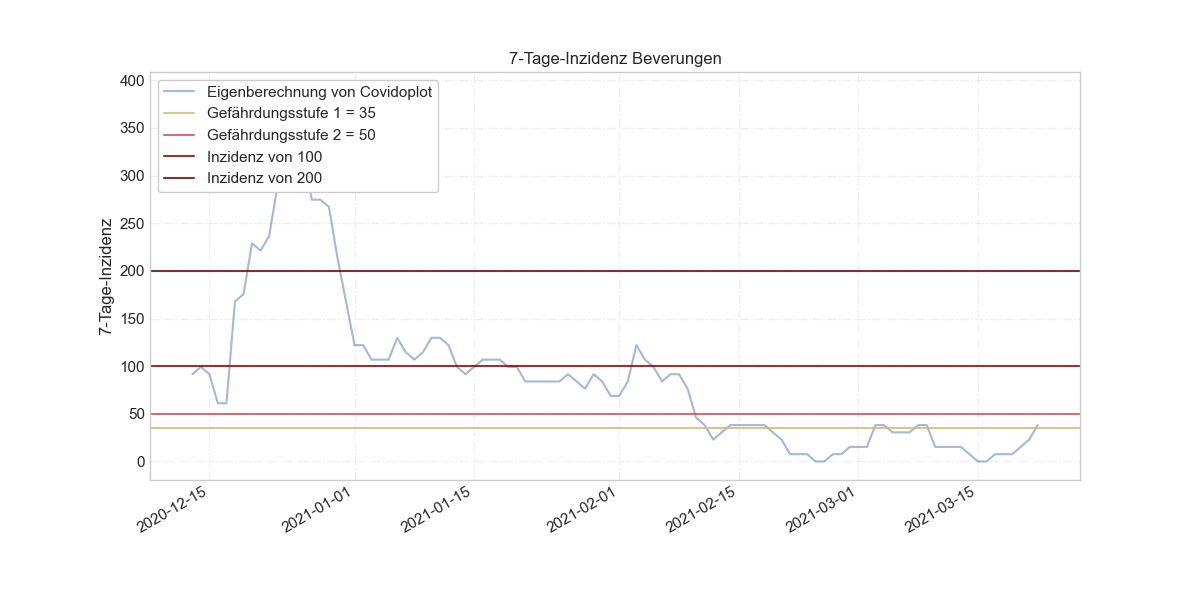 7-Tage-Inzidenz Beverungen
7-Tage-Inzidenz
400
350
300
250
200
150
100
50
0
Eigenberechnung von Covidoplot
Gefährdungsstufe 1 = 35
Gefährdungsstufe 2 = 50
Inzidenz von 100
Inzidenz von 200
2020-12-15
2021-01-01
2021-01-15
2021-02-01
2021-02-15
2021-03-01
2021-03-15